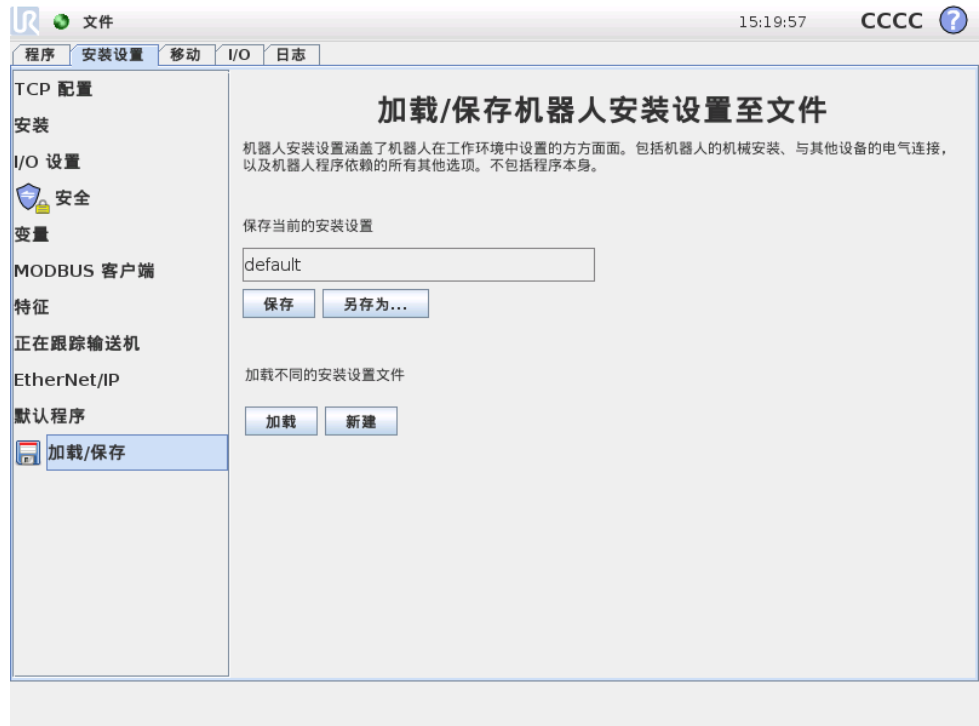 UR 文件 15:19:57 CCCC ?
程序 安装设置 移动 I/O 日志
TCP 配置
安装
I/O 设置
安全
变量
MODBUS 客户端
特征
正在跟踪输送机
EtherNet/IP
默认程序
加载/保存
加载/保存机器人安装设置至文件
机器人安装设置涵盖了机器人在工作环境中设置的方方面面。包括机器人的机械安装、与其他设备的电气连接，
以及机器人程序依赖的所有其他选项。不包括程序本身。
保存当前的安装设置
default
保存 另存为...
加载不同的安装设置文件
加载 新建